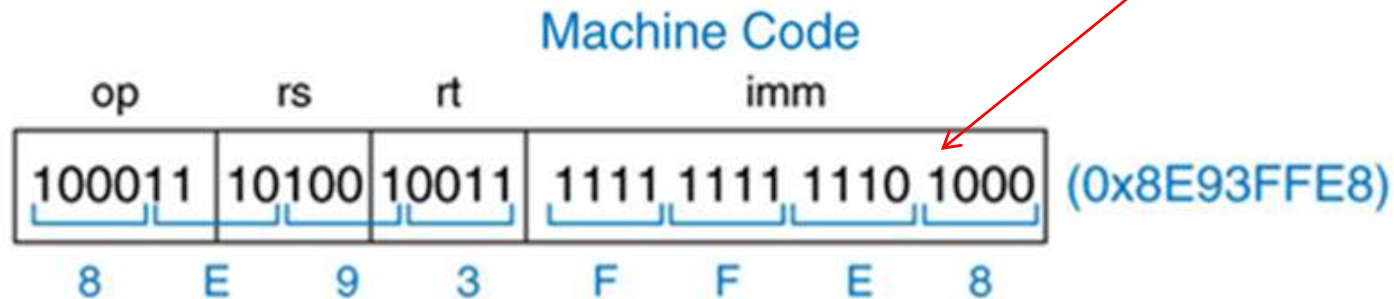 Machine Code
op rs rt imm
100011 10100 10011 1111 1111 1110 1000 (0x8E93FFE8)
8 E 9 3 F F E 8